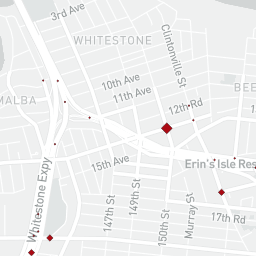 3rd Ave
WHITESTONE
Clintonville St
10th Ave
11th Ave
MALBA
12th Rd
BEE
15th Ave
Erin's Isle Res
Whitestone Expy
147th St
149th St
150th St
Murray St
17th Rd